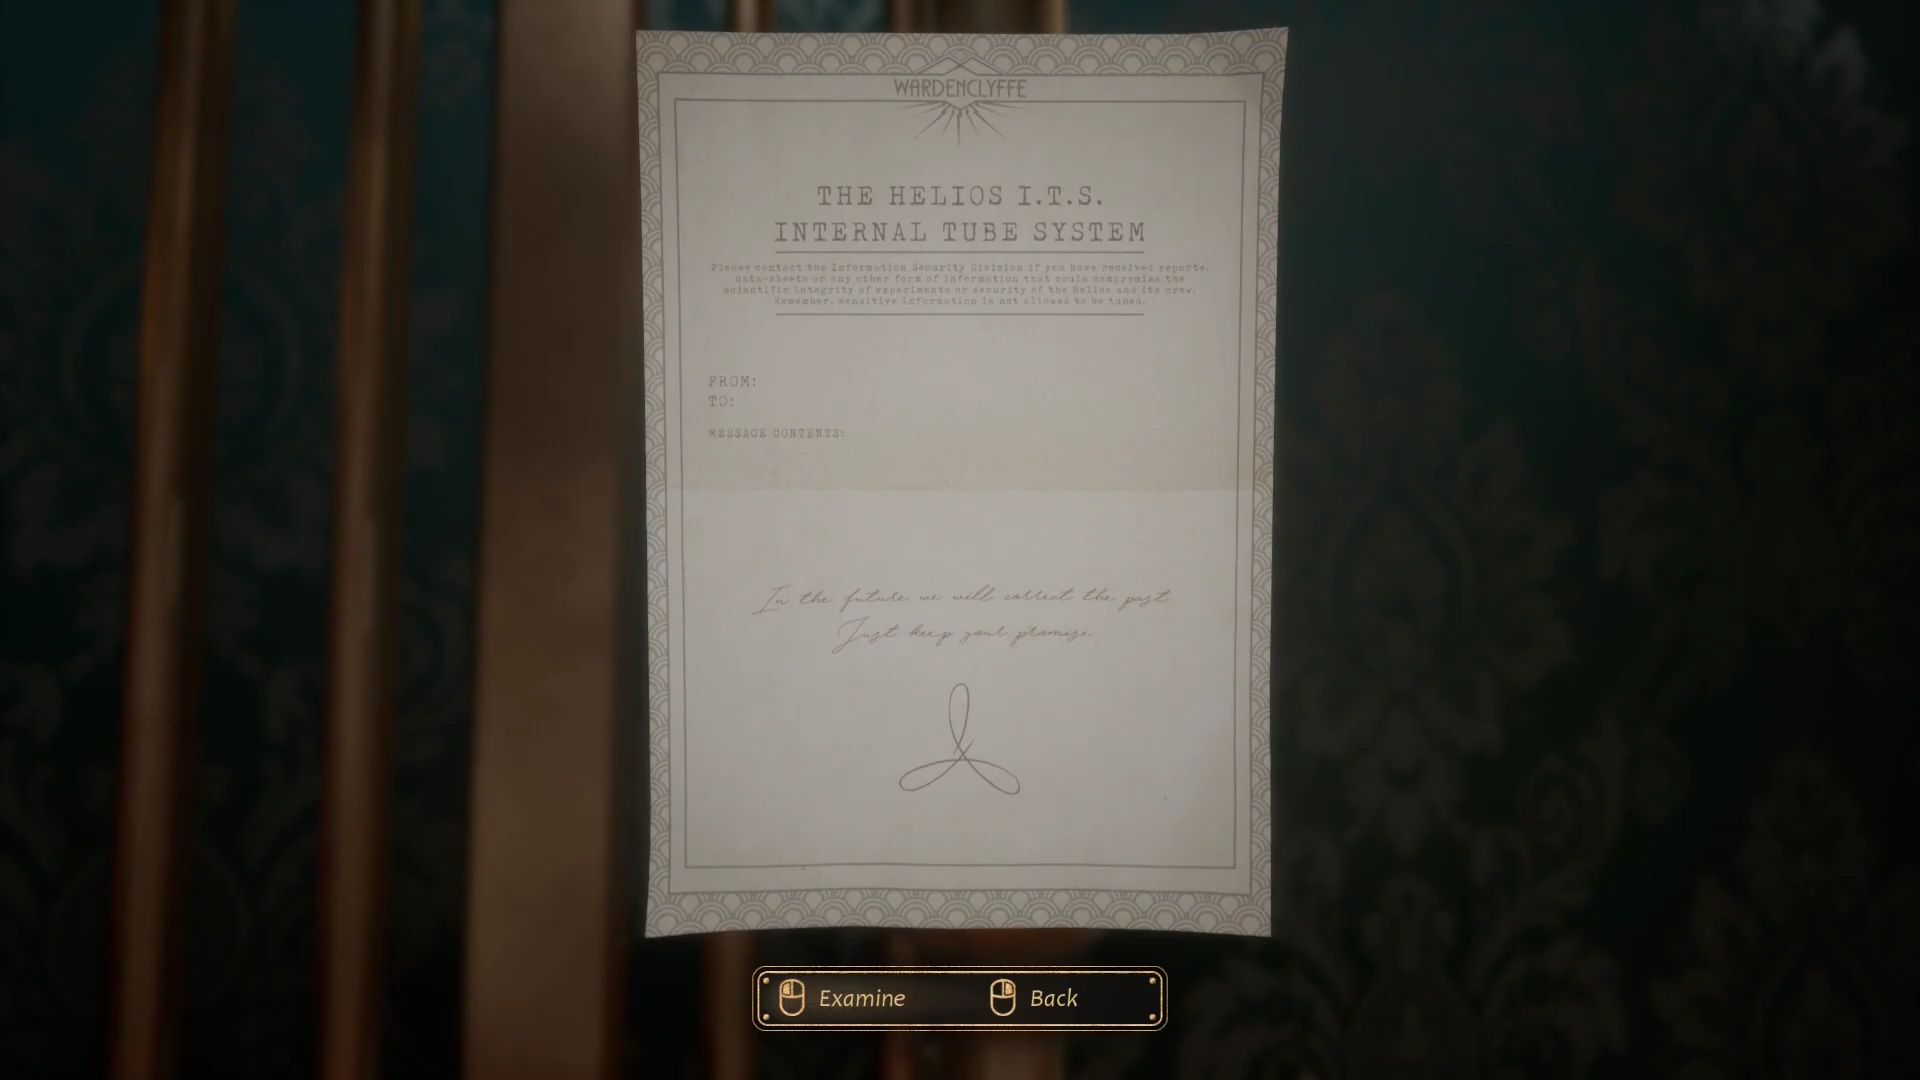 WARDENCLYFFE
THE HELIOS I.T.S.
INTERNAL TUBE SYSTEM
Please contact the Information Security Division if you have received reports,
data-sheets or any other form of information that could compromise the
scientific integrity of experiments or security of the Helios and its crew.
Remember, sensitive information is not allowed to be tubed.
FROM:
TO:
MESSAGE CONTENTS:
In the future we will correct the past
Just keep your promise
Examine Back